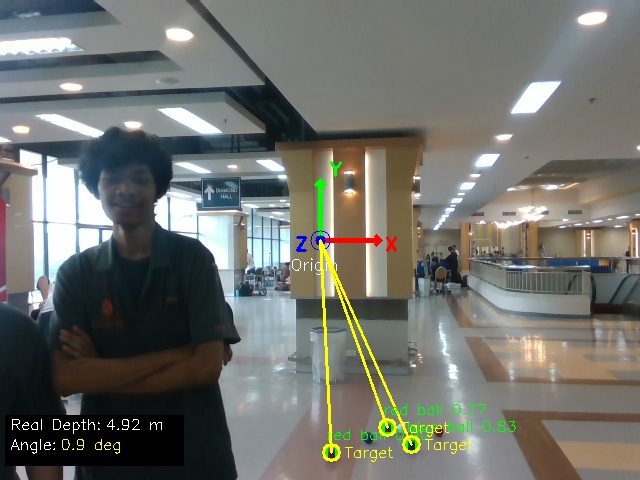 DIAMOND
HALL
Y
Z
X
Origin
red ball 0.77
ball 0.83
Target
ed ball
Target
Target
Real Depth: 4.92 m
Angle: 0.9 deg